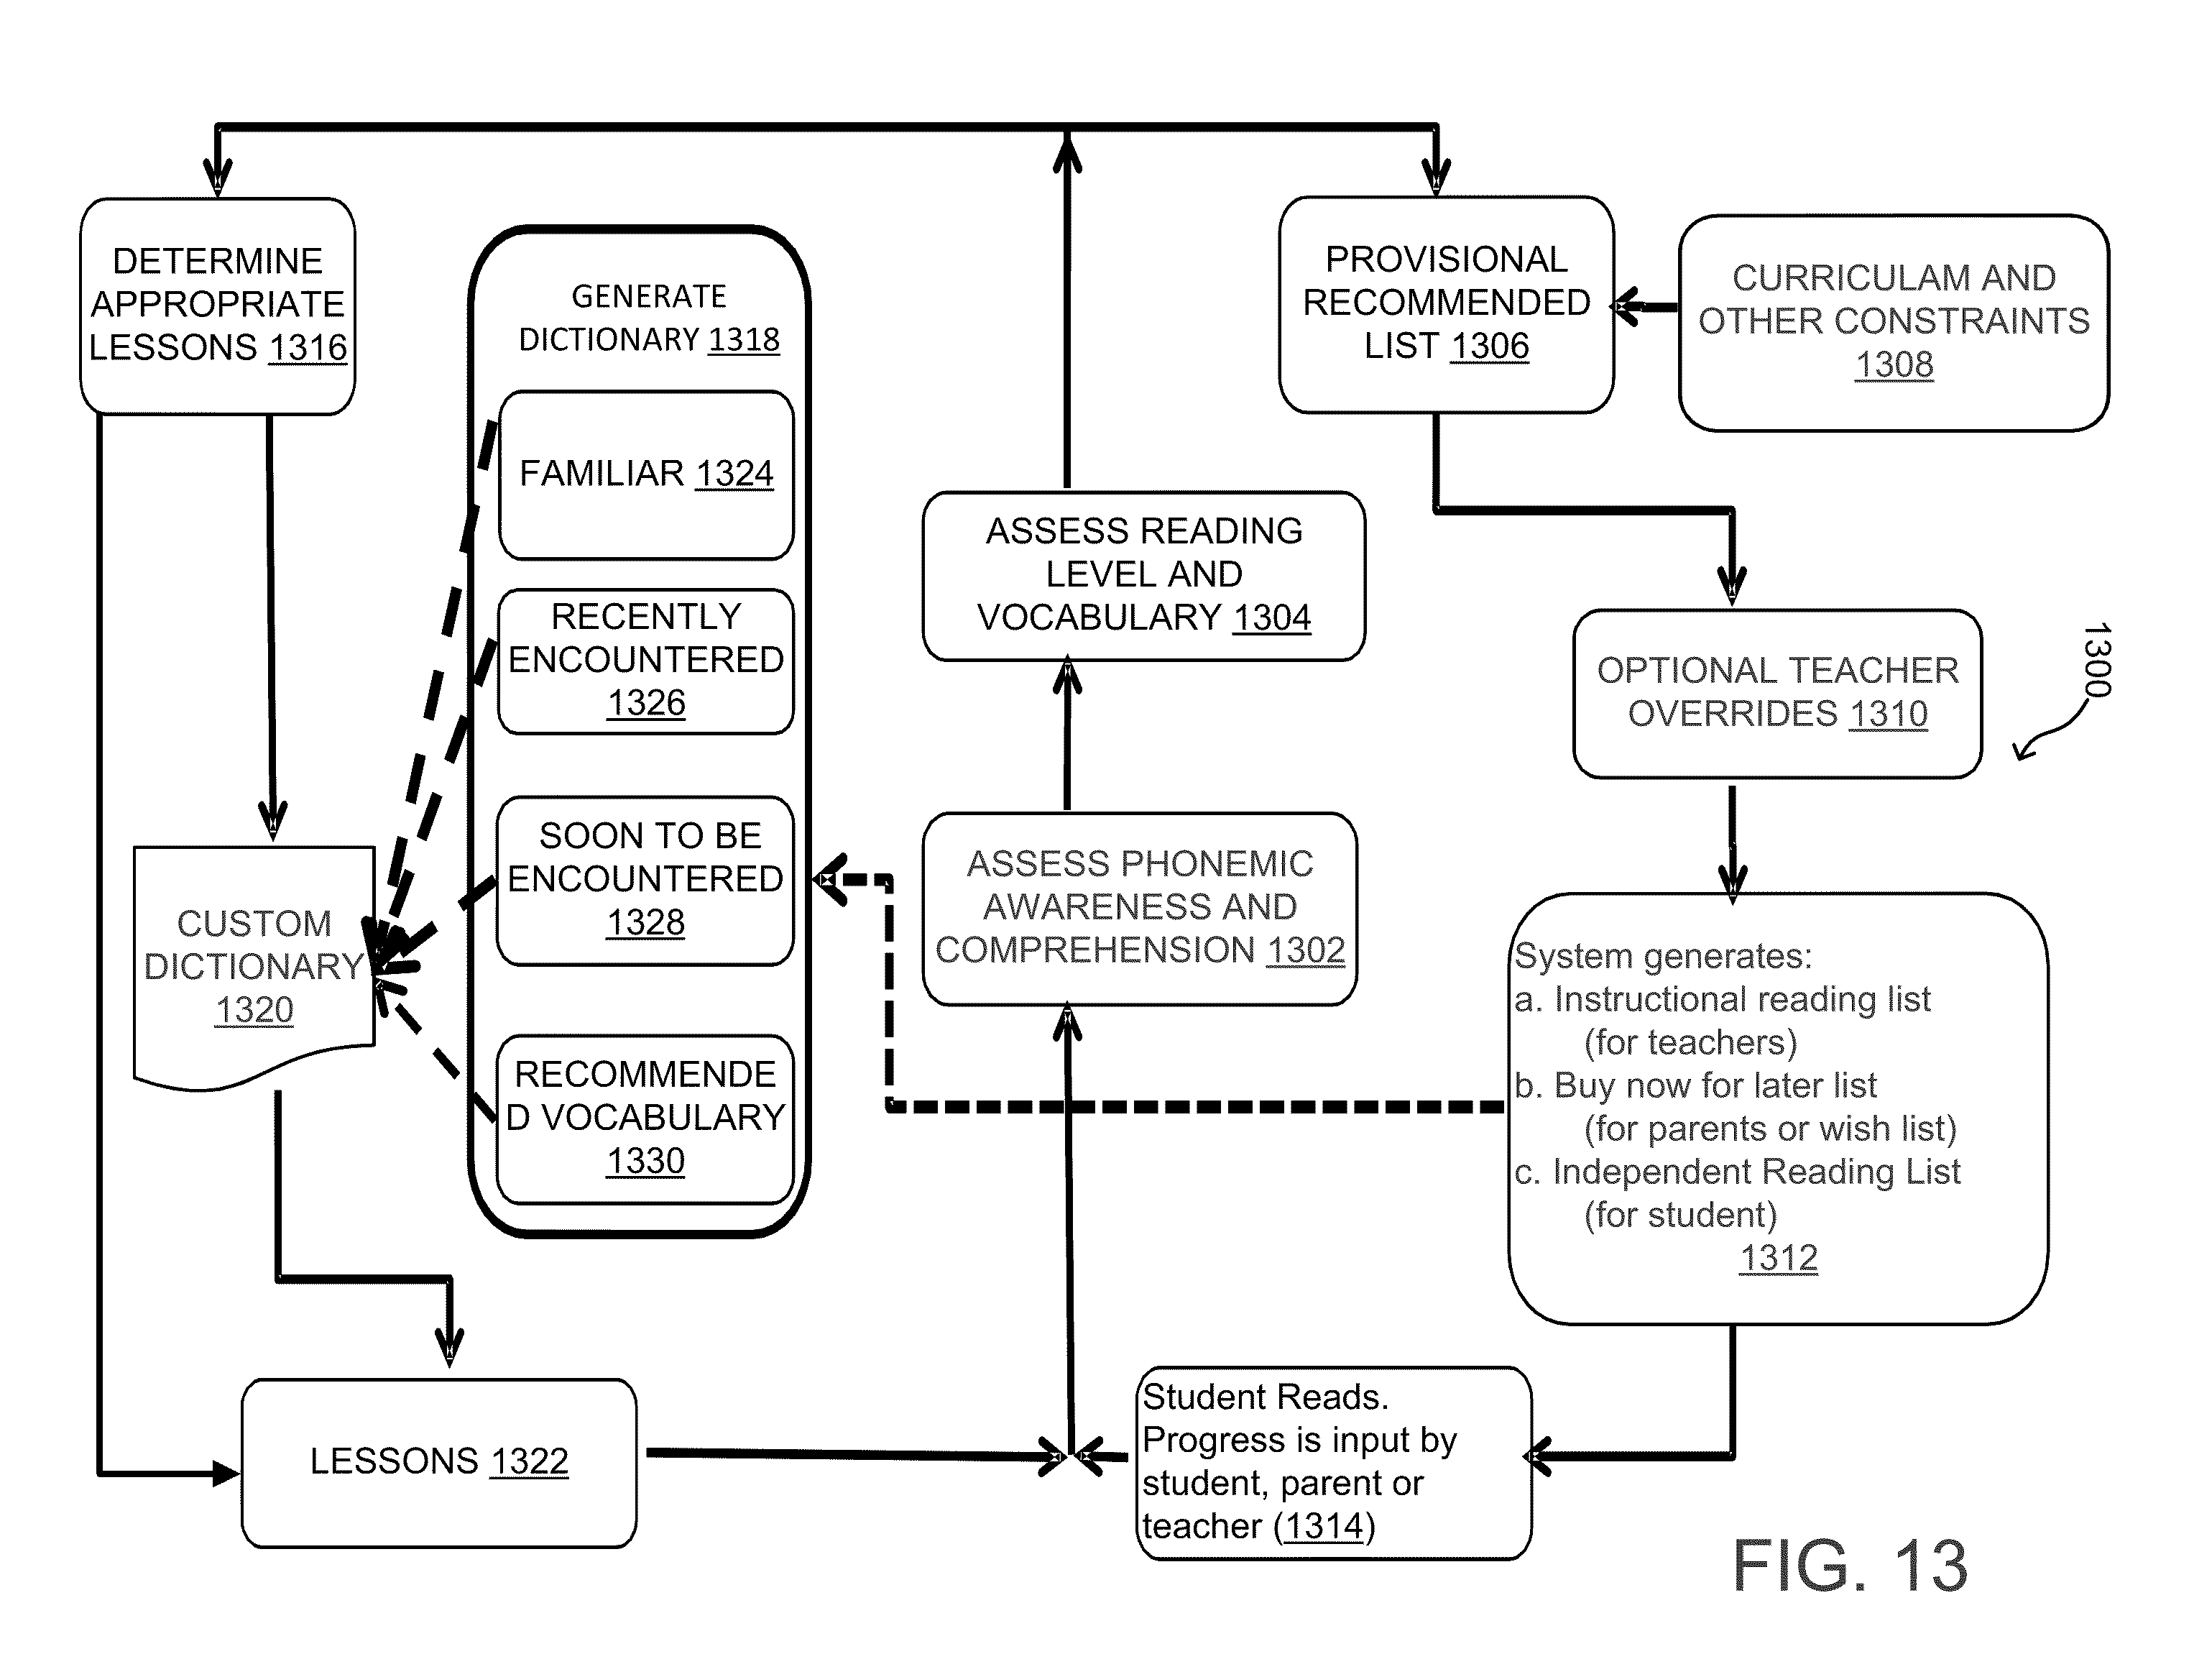 DETERMINE
APPROPRIATE
LESSONS 1316
GENERATE
DICTIONARY 1318
FAMILIAR 1324
RECENTLY
ENCOUNTERED
1326
SOON TO BE
ENCOUNTERED
1328
RECOMMENDE
D VOCABULARY
1330
CUSTOM
DICTIONARY
1320
LESSONS 1322
ASSESS READING
LEVEL AND
VOCABULARY 1304
ASSESS PHONEMIC
AWARENESS AND
COMPREHENSION 1302
PROVISIONAL
RECOMMENDED
LIST 1306
CURRICULAM AND
OTHER CONSTRAINTS
1308
OPTIONAL TEACHER
OVERRIDES 1310
1300
System generates:
a. Instructional reading list
(for teachers)
b. Buy now for later list
(for parents or wish list)
c. Independent Reading List
(for student)
1312
Student Reads.
Progress is input by
student, parent or
teacher (1314)
FIG. 13